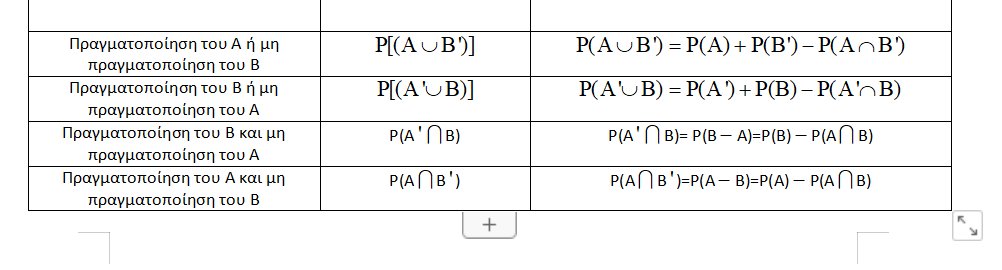 Πραγματοποίηση του Α ή μη P[(A ∪ B')] P(A ∪ B') = P(A) + P(B') − P(A ∩ B')
πραγματοποίηση του Β
Πραγματοποίηση του Β ή μη P[(A'∪ B)] P(A'∪ B) = P(A') + P(B) − P(A'∩ B)
πραγματοποίηση του Α
Πραγματοποίηση του Β και μη P(A ' ⋂ B) P(A ' ⋂ B)= P(B − A)=P(B) − P(A⋂ B)
πραγματοποίηση του Α
Πραγματοποίηση του Α και μη P(A⋂ B ') P(A⋂ B ')=P(A − B)=P(A) − P(A⋂ B)
πραγματοποίηση του Β
+